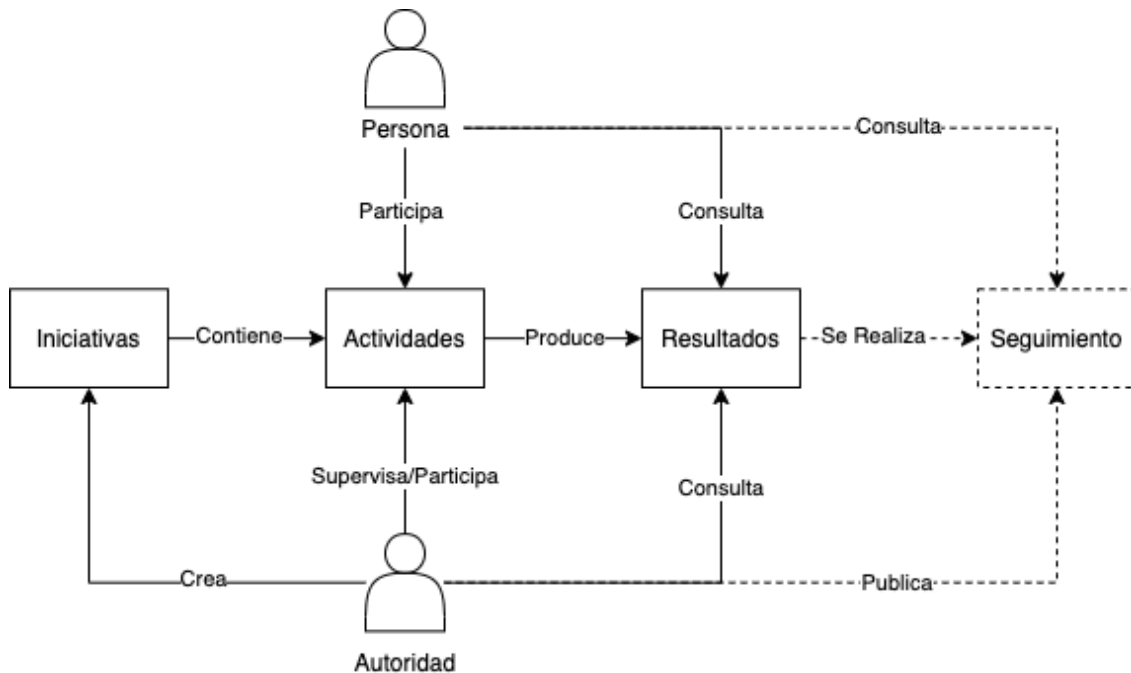 Persona
Consulta
Participa
Consulta
Iniciativas
Contiene
Actividades
Produce
Resultados
Se Realiza
Seguimiento
Supervisa/Participa
Consulta
Crea
Publica
Autoridad